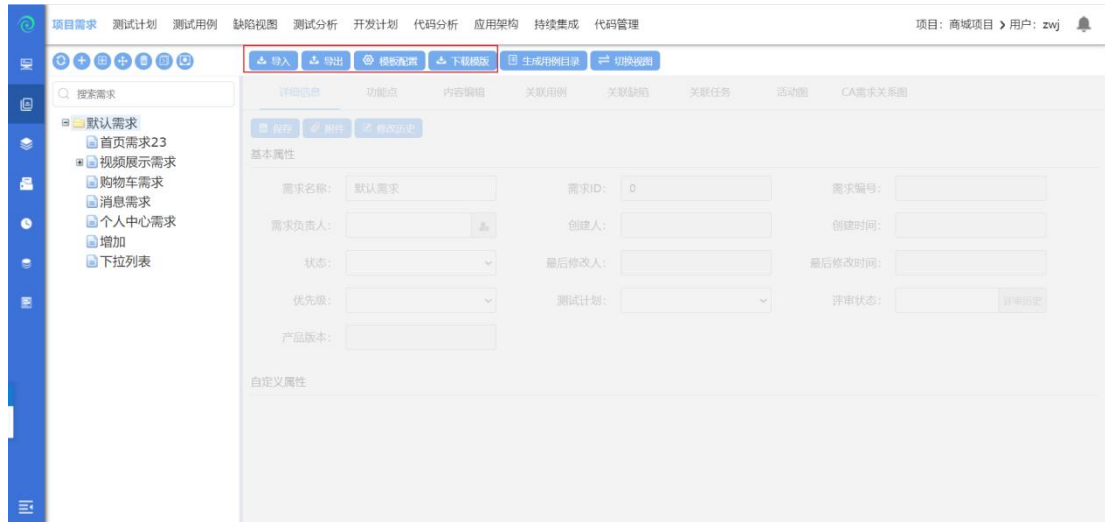 项目需求 测试计划 测试用例 缺陷视图 测试分析 开发计划 代码分析 应用架构 持续集成 代码管理 项目: 商城项目 用户: zwj
导入 导出 模板配置 下载模版 生成用例目录 切换视图
搜索需求
详细信息 功能点 内容编辑 关联用例 关联缺陷 关联任务 活动图 CA需求关系图
默认需求
首页需求23
视频展示需求
购物车需求
消息需求
个人中心需求
增加
下拉列表
保存 附件 修改历史
基本属性
需求名称: 默认需求 需求ID: 0 需求编号:
需求负责人: 创建人: 创建时间:
状态: 最后修改人: 最后修改时间:
优先级: 测试计划: 评审状态: 评审历史
产品版本:
自定义属性